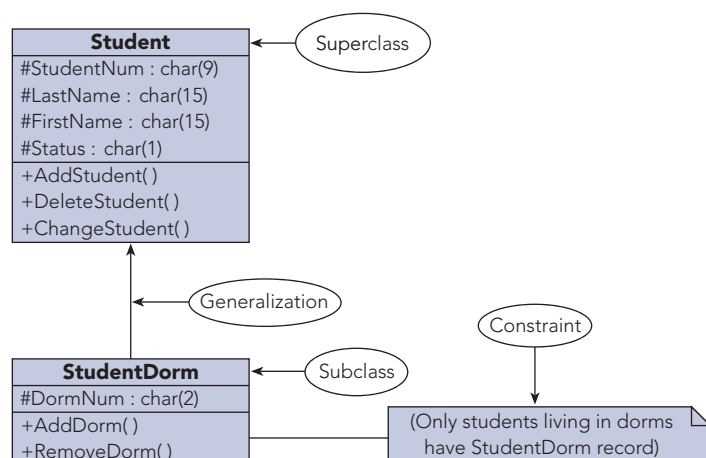 Student
Superclass
#StudentNum : char(9)
#LastName : char(15)
#FirstName : char(15)
#Status : char(1)
+AddStudent( )
+DeleteStudent( )
+ChangeStudent( )
Generalization
Constraint
StudentDorm
Subclass
#DormNum : char(2)
+AddDorm( )
+RemoveDorm( )
(Only students living in dorms
have StudentDorm record)